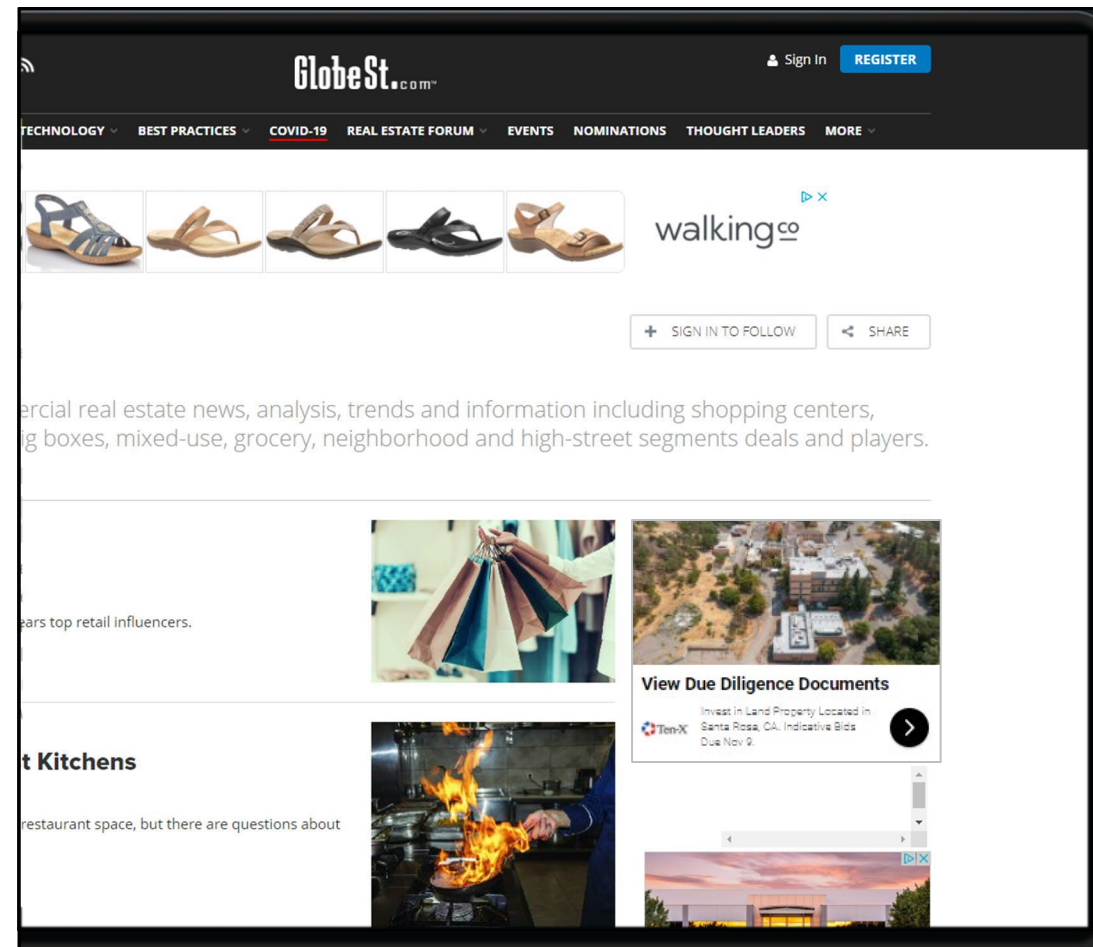 GlobeSt.com™
Sign In
REGISTER
TECHNOLOGY
BEST PRACTICES
COVID-19
REAL ESTATE FORUM
EVENTS
NOMINATIONS
THOUGHT LEADERS
MORE
walkingco
SIGN IN TO FOLLOW
SHARE
ercial real estate news, analysis, trends and information including shopping centers,
ig boxes, mixed-use, grocery, neighborhood and high-street segments deals and players.
ears top retail influencers.
View Due Diligence Documents
Ten-X
Invest in Land Property Located in
Santa Rosa, CA. Indicative Bids
Due Nov 9.
t Kitchens
restaurant space, but there are questions about